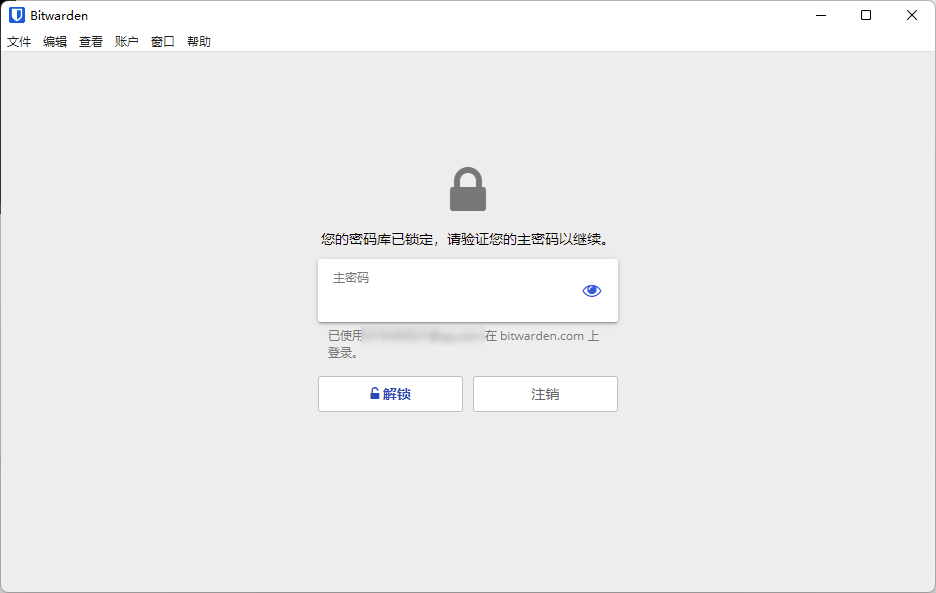 Bitwarden
文件 编辑 查看 账户 窗口 帮助
您的密码库已锁定，请验证您的主密码以继续。
主密码
已使用 在 bitwarden.com 上
登录。
解锁 注销